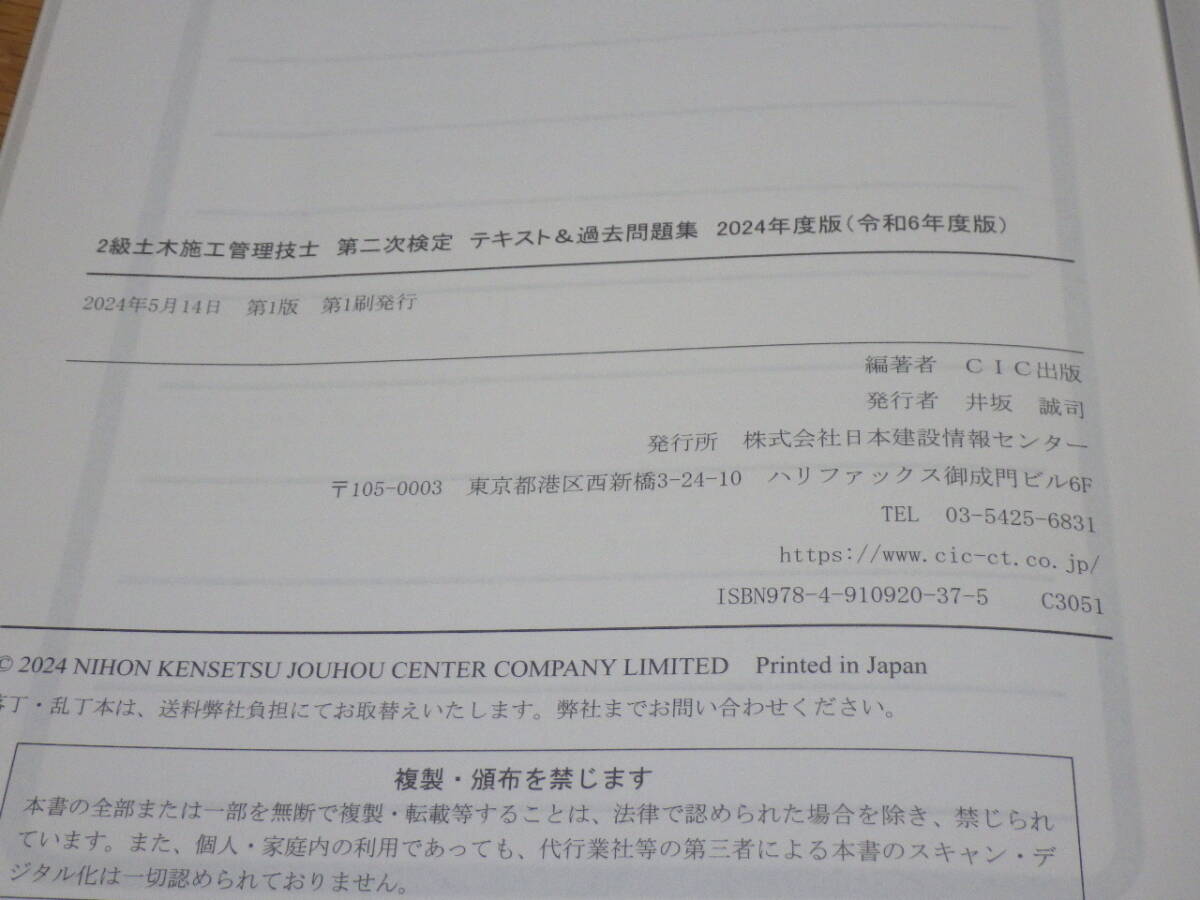 2級土木施工管理技士 第二次検定 テキスト&過去問題集 2024年度版(令和6年度版)
2024年5月14日 第1版 第1刷発行
編著者 CIC出版
発行者 井坂 誠司
発行所 株式会社日本建設情報センター
〒105-0003 東京都港区西新橋3-24-10 ハリファックス御成門ビル6F
TEL 03-5425-6831
https://www.cic-ct.co.jp/
ISBN978-4-910920-37-5 C3051
© 2024 NIHON KENSETSU JOUHOU CENTER COMPANY LIMITED Printed in Japan
落丁・乱丁本は、送料弊社負担にてお取替えいたします。弊社までお問い合わせください。
複製・頒布を禁じます
本書の全部または一部を無断で複製・転載等することは、法律で認められた場合を除き、禁じられ
ています。また、個人・家庭内の利用であっても、代行業社等の第三者による本書のスキャン・デ
ジタル化は一切認められておりません。